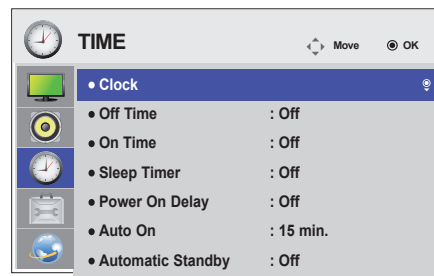 TIME
Move OK
● Clock
● Off Time : Off
● On Time : Off
● Sleep Timer : Off
● Power On Delay : Off
● Auto On : 15 min.
● Automatic Standby : Off